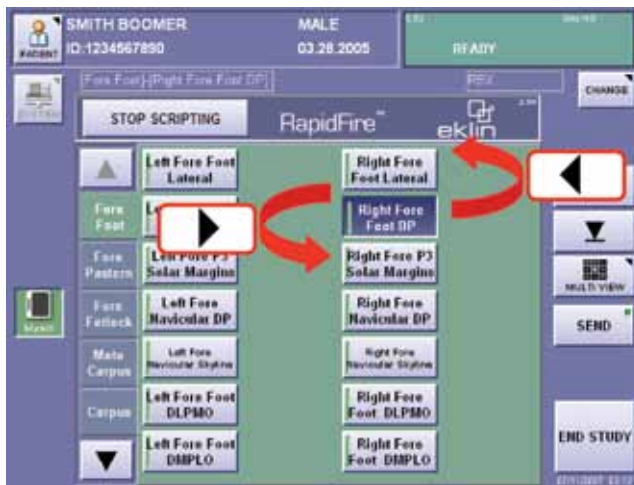 SMITH BOOMER MALE
PATIENT ID:1234567890 03.28.2005 READY
[Fore Foot]-[Right Fore Foot DP]
CHANGE
STOP SCRIPTING RapidFire™ eklin
Left Fore Foot Lateral
Right Fore Foot Lateral
Fore Foot
Right Fore Foot DP
Fore Pastern
Left Fore P3 Solar Margins
Right Fore P3 Solar Margins
MULTI VIEW
Fore Fetlock
Left Fore Navicular DP
Right Fore Navicular DP
SEND
Meta Carpus
Left Fore Navicular Skyline
Right Fore Navicular Skyline
Carpus
Left Fore Foot DLPMO
Right Fore Foot DLPMO
Left Fore Foot DMPLO
Right Fore Foot DMPLO
END STUDY